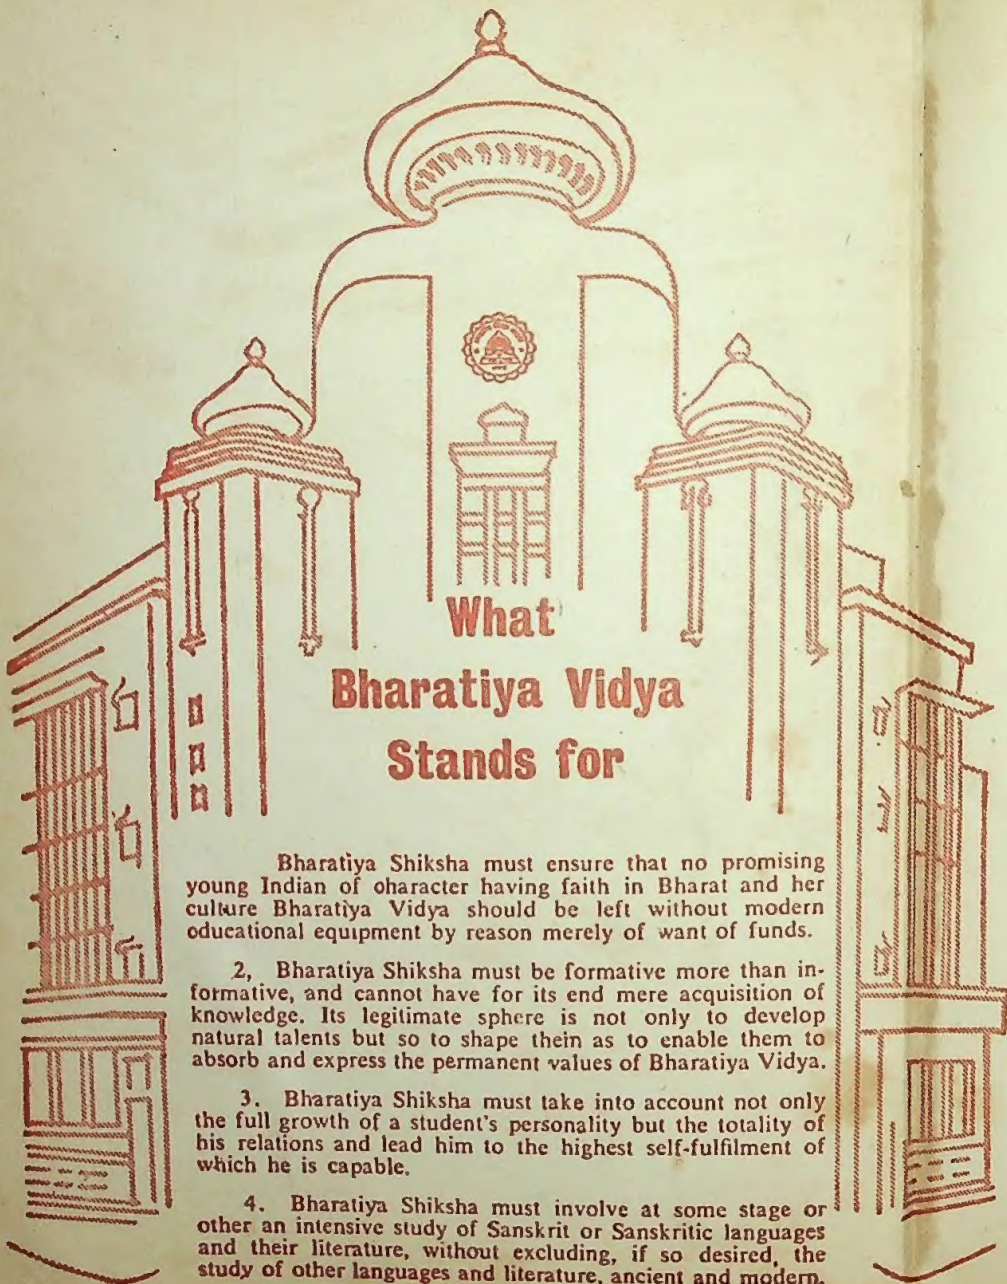 What
Bharatiya Vidya
Stands for
Bharatiya Shiksha must ensure that no promising
young Indian of oharacter having faith in Bharat and her
culture Bharatiya Vidya should be left without modern
oducational equipment by reason merely of want of funds.
2, Bharatiya Shiksha must be formative more than in-
formative, and cannot have for its end mere acquisition of
knowledge. Its legitimate sphere is not only to develop
natural talents but so to shape thein as to enable them to
absorb and express the permanent values of Bharatiya Vidya.
3. Bharatiya Shiksha must take into account not only
the full growth of a student's personality but the totality of
his relations and lead him to the highest self-fulfilment of
which he is capable.
4. Bharatiya Shiksha must involve at some stage or
other an intensive study of Sanskrit or Sanskritic languages
and their literature, without excluding, if so desired, the
study of other languages and literature, ancient and modern.